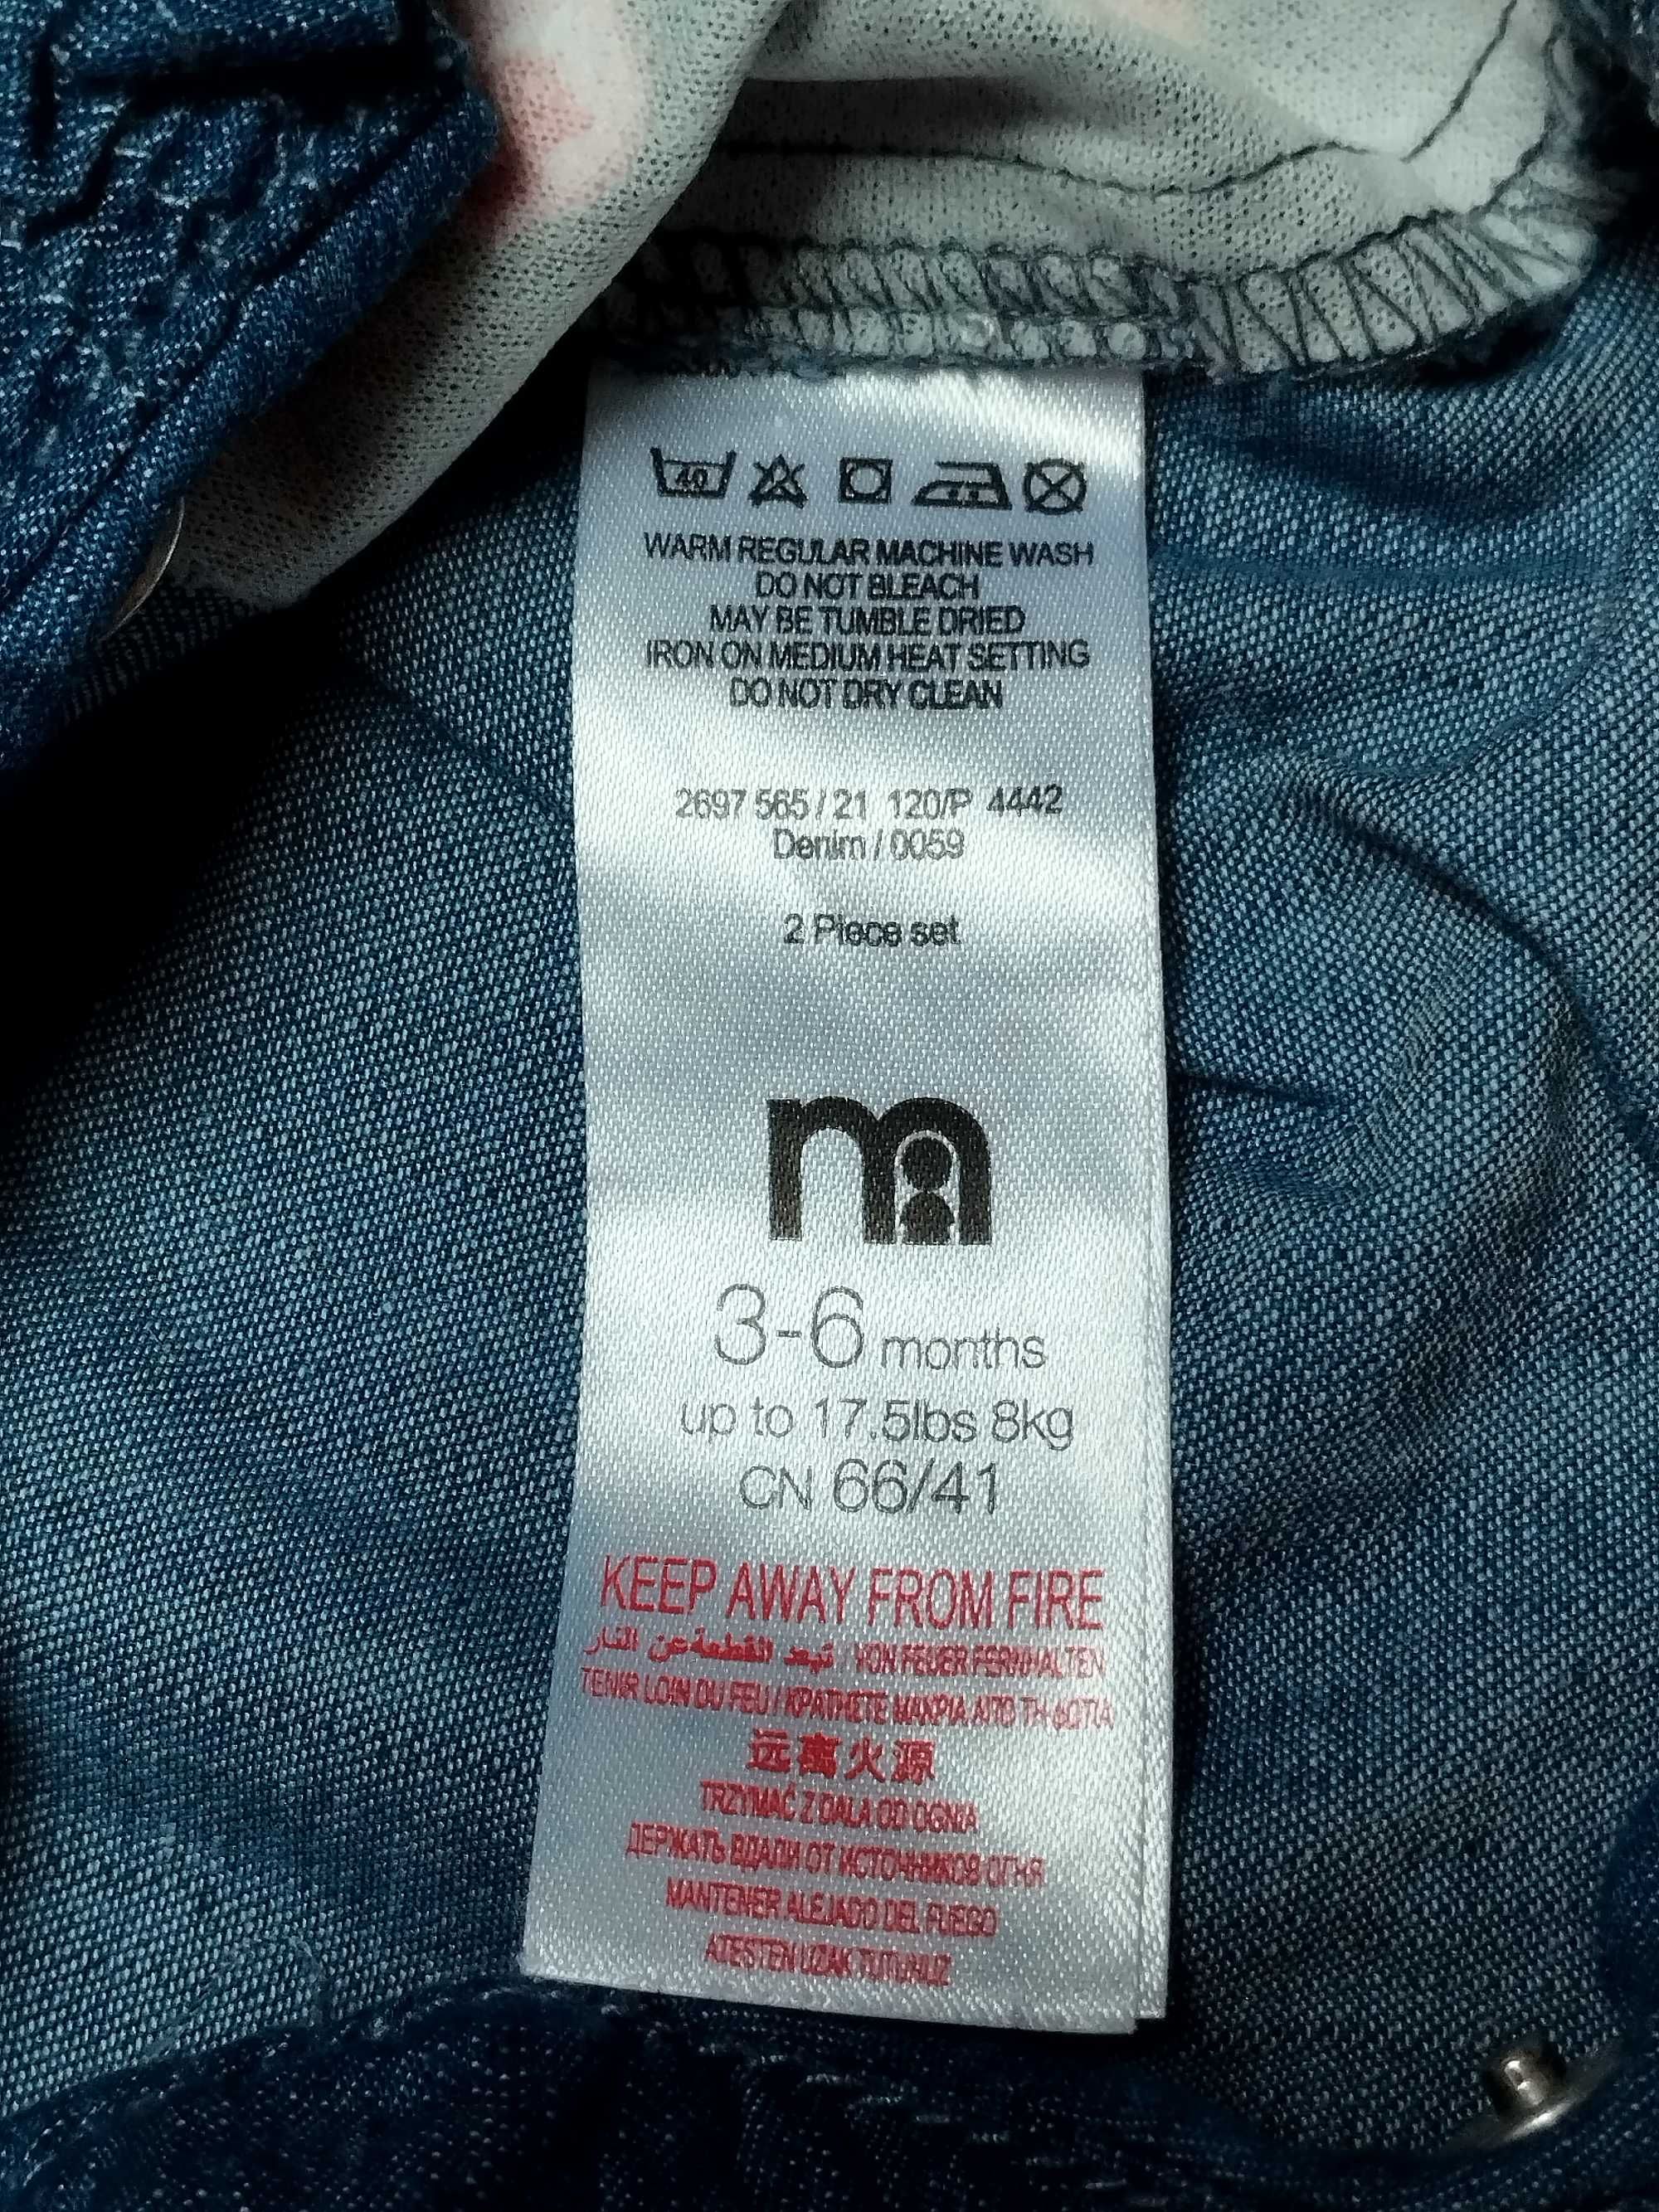 40
WARM REGULAR MACHINE WASH
DO NOT BLEACH
MAY BE TUMBLE DRIED
IRON ON MEDIUM HEAT SETTING
DO NOT DRY CLEAN
2697 565 / 21 120/P 4442
Denim / 0059
2 Piece set
m
3-6 months
up to 17.5lbs 8kg
CN 66/41
KEEP AWAY FROM FIRE
تبعد القطعة عن النار / VON FEUER FERNHALTEN
TENIR LOIN DU FEU / ΚΡΑΤΗΣΤΕ ΜΑΚΡΙΑ ΑΠΟ ΤΗ ΦΩΤΙΑ
远离火源
TRZYMAĆ Z DALA OD OGNIA
ДЕРЖАТЬ ВДАЛИ ОТ ИСТОЧНИКОВ ОГНЯ
MANTENER ALEJADO DEL FUEGO
ATESTEN UZAK TUTUNUZ